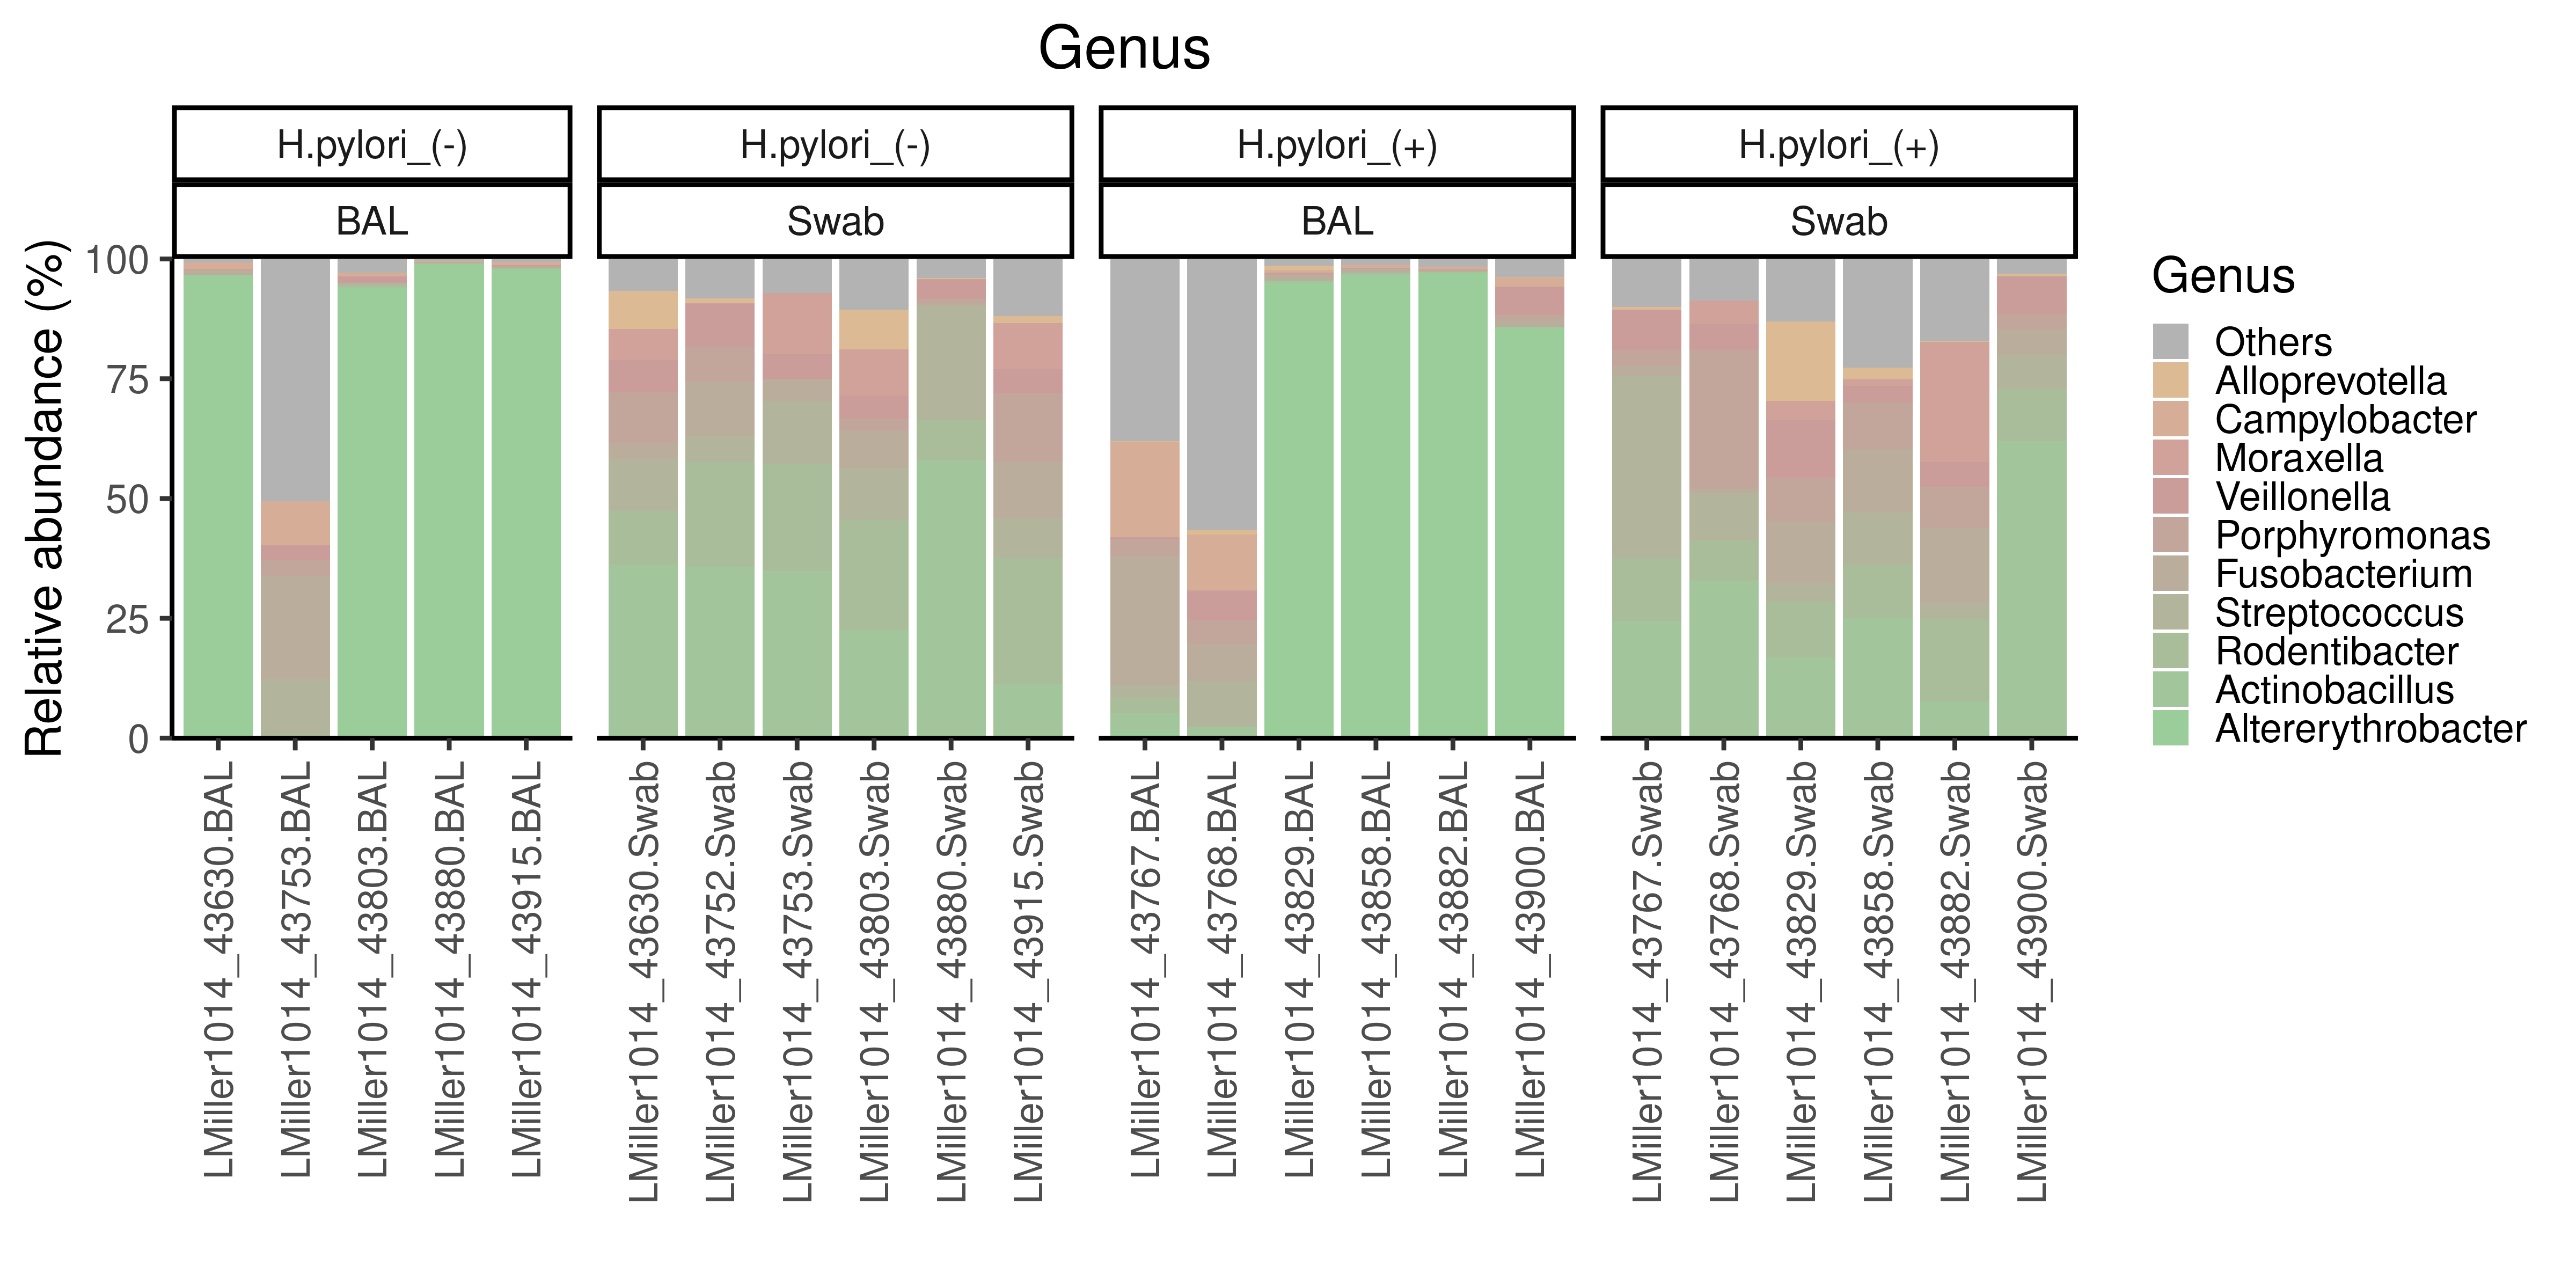 Genus
H.pylori_(-)
H.pylori_(-)
H.pylori_(+)
H.pylori_(+)
BAL
Swab
BAL
Swab
Relative abundance (%)
100
75
50
25
0
LMiller1014_43630.BAL
LMiller1014_43753.BAL
LMiller1014_43803.BAL
LMiller1014_43880.BAL
LMiller1014_43915.BAL
LMiller1014_43630.Swab
LMiller1014_43752.Swab
LMiller1014_43753.Swab
LMiller1014_43803.Swab
LMiller1014_43880.Swab
LMiller1014_43915.Swab
LMiller1014_43767.BAL
LMiller1014_43768.BAL
LMiller1014_43829.BAL
LMiller1014_43858.BAL
LMiller1014_43882.BAL
LMiller1014_43900.BAL
LMiller1014_43767.Swab
LMiller1014_43768.Swab
LMiller1014_43829.Swab
LMiller1014_43858.Swab
LMiller1014_43882.Swab
LMiller1014_43900.Swab
Genus
Others
Alloprevotella
Campylobacter
Moraxella
Veillonella
Porphyromonas
Fusobacterium
Streptococcus
Rodentibacter
Actinobacillus
Altererythrobacter